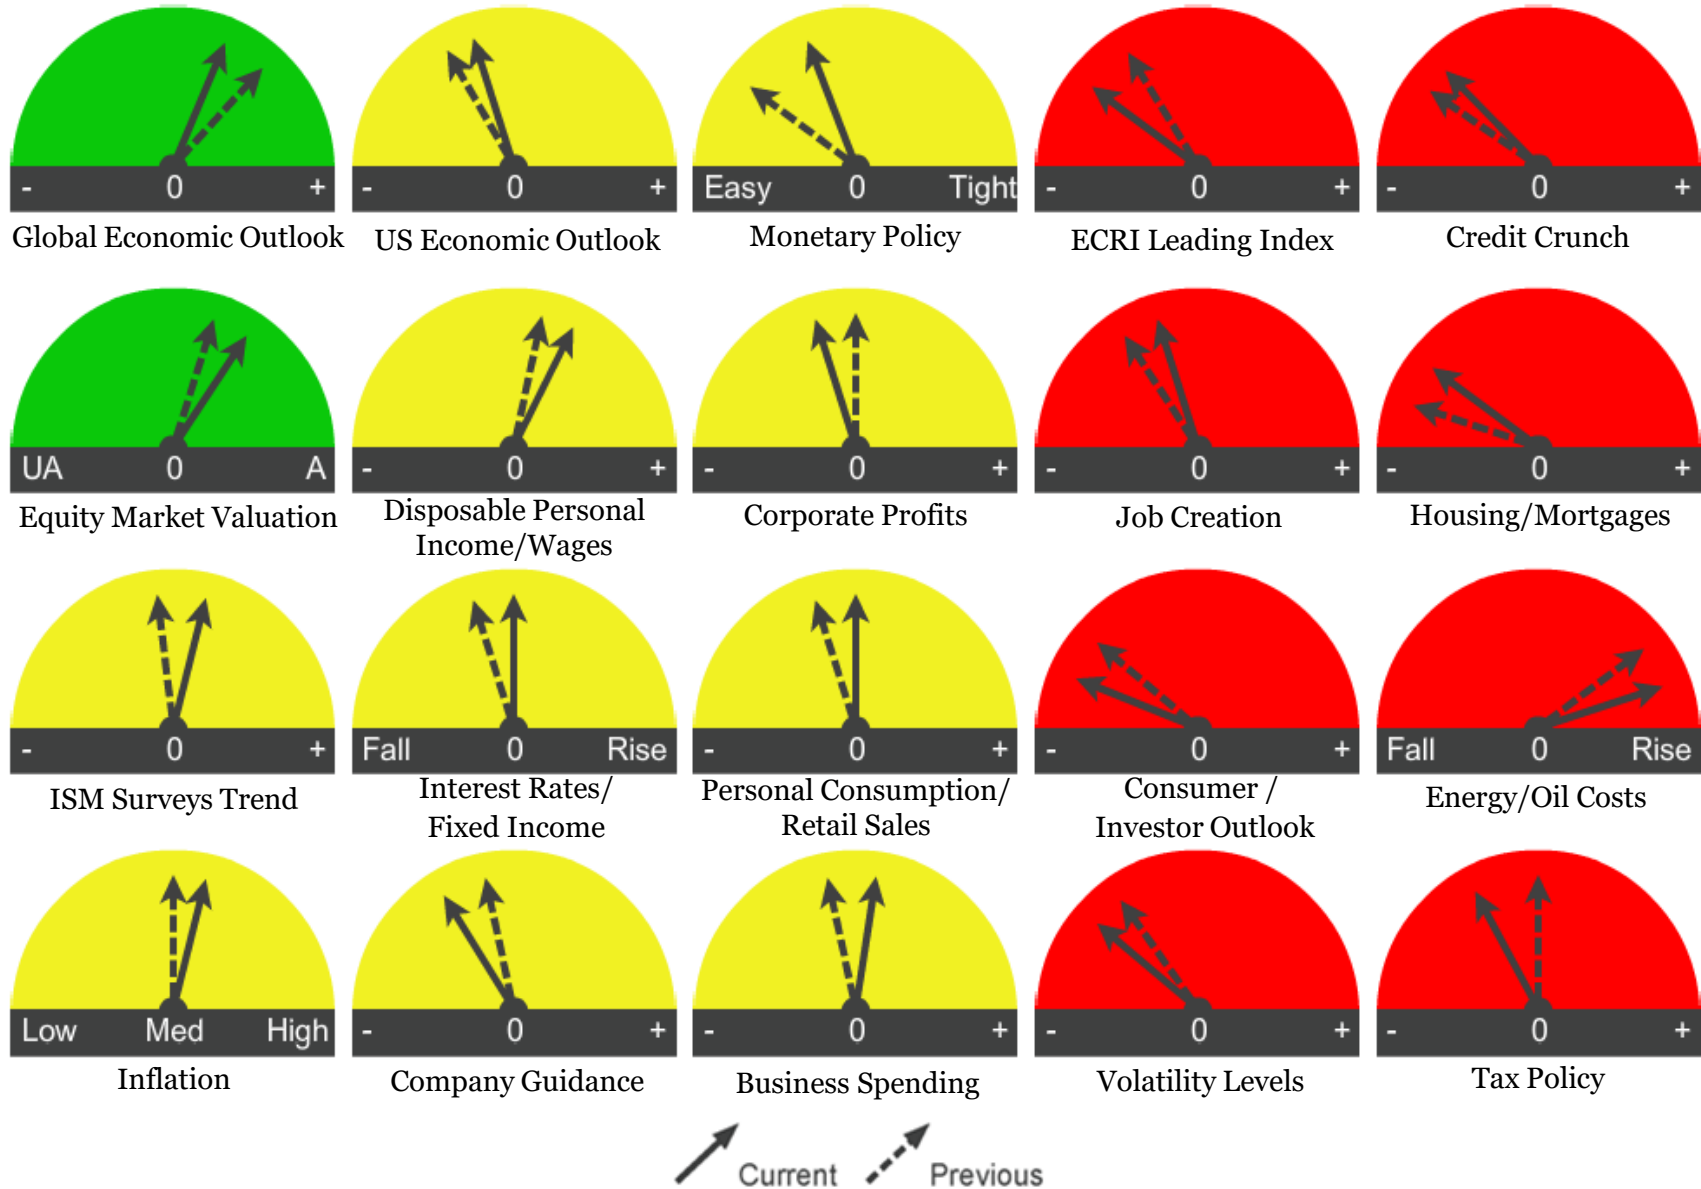 - 0 +
Global Economic Outlook
- 0 +
US Economic Outlook
Easy 0 Tight
Monetary Policy
- 0 +
ECRI Leading Index
- 0 +
Credit Crunch
UA 0 A
Equity Market Valuation
- 0 +
Disposable Personal
Income/Wages
- 0 +
Corporate Profits
- 0 +
Job Creation
- 0 +
Housing/Mortgages
- 0 +
ISM Surveys Trend
Fall 0 Rise
Interest Rates/
Fixed Income
- 0 +
Personal Consumption/
Retail Sales
- 0 +
Consumer /
Investor Outlook
Fall 0 Rise
Energy/Oil Costs
Low Med High
Inflation
- 0 +
Company Guidance
- 0 +
Business Spending
- 0 +
Volatility Levels
- 0 +
Tax Policy
Current
Previous